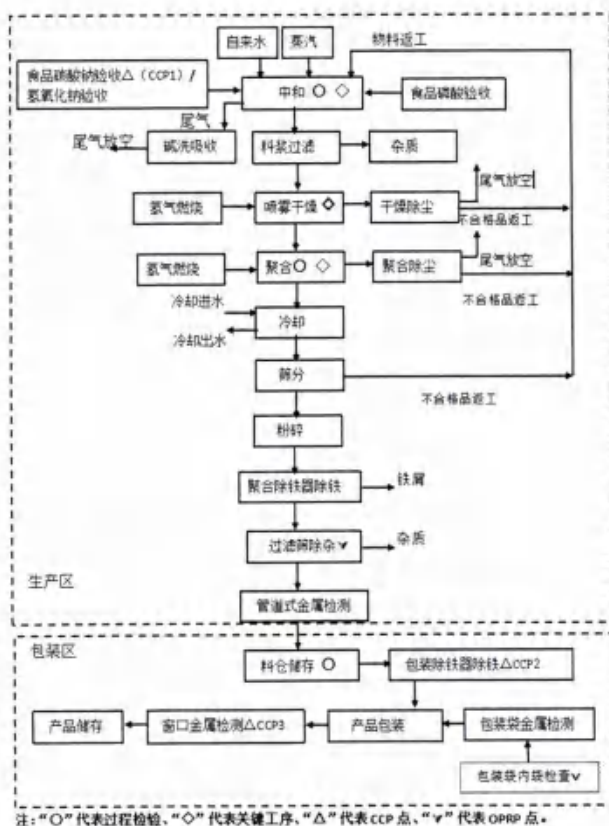 自来水
蒸汽
物料返工
食品碳酸钠验收△（CCP1）/
氢氧化钠验收
中和 〇 ◇
食品磷酸验收
尾气
尾气放空
碱洗吸收
料浆过滤
杂质
尾气放空
氢气燃烧
喷雾干燥 ◇
干燥除尘
不合格品返工
氢气燃烧
聚合〇 ◇
聚合除尘
尾气放空
冷却进水
不合格品返工
冷却
冷却出水
筛分
不合格品返工
粉碎
聚合除铁器除铁
铁屑
过滤筛除杂√
杂质
生产区
管道式金属检测
包装区
料仓储存 〇
包装除铁器除铁△CCP2
产品储存
窗口金属检测△CCP3
产品包装
包装袋金属检测
包装袋内袋检查√
注：“〇”代表过程检验、“◇”代表关键工序、“△”代表 CCP 点、“√”代表 OPRP 点。